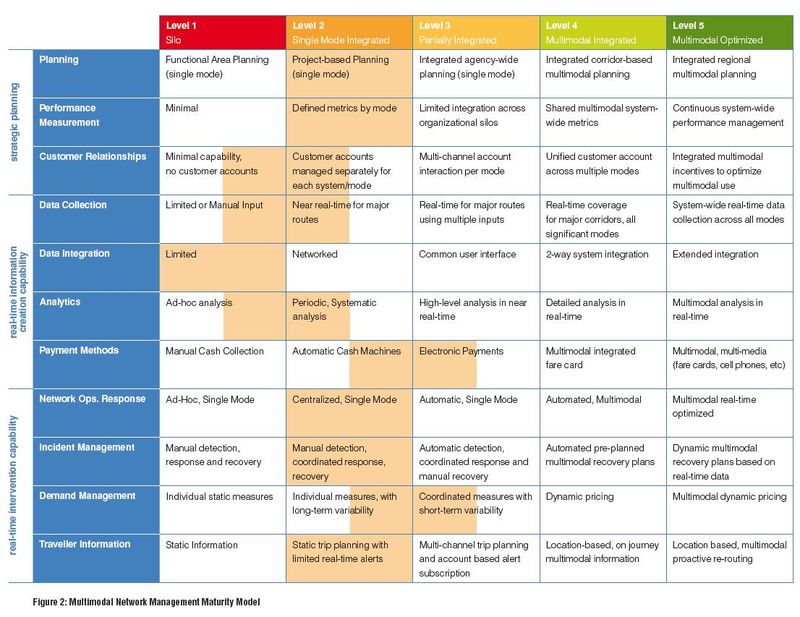 Level 1
Silo
Level 2
Single Mode Integrated
Level 3
Partially Integrated
Level 4
Multimodal Integrated
Level 5
Multimodal Optimized
strategic planning
Planning
Functional Area Planning
(single mode)
Project-based Planning
(single mode)
Integrated agency-wide
planning (single mode)
Integrated corridor-based
multimodal planning
Integrated regional
multimodal planning
Performance
Measurement
Minimal
Defined metrics by mode
Limited integration across
organizational silos
Shared multimodal system-
wide metrics
Continuous system-wide
performance management
Customer Relationships
Minimal capability,
no customer accounts
Customer accounts
managed separately for
each system/mode
Multi-channel account
interaction per mode
Unified customer account
across multiple modes
Integrated multimodal
incentives to optimize
multimodal use
real-time information
creation capability
Data Collection
Limited or Manual Input
Near real-time for major
routes
Real-time for major routes
using multiple inputs
Real-time coverage
for major corridors, all
significant modes
System-wide real-time data
collection across all modes
Data Integration
Limited
Networked
Common user interface
2-way system integration
Extended integration
Analytics
Ad-hoc analysis
Periodic, Systematic
analysis
High-level analysis in near
real-time
Detailed analysis in
real-time
Multimodal analysis in
real-time
Payment Methods
Manual Cash Collection
Automatic Cash Machines
Electronic Payments
Multimodal integrated
fare card
Multimodal, multi-media
(fare cards, cell phones, etc)
real-time intervention capability
Network Ops. Response
Ad-Hoc, Single Mode
Centralized, Single Mode
Automatic, Single Mode
Automated, Multimodal
Multimodal real-time
optimized
Incident Management
Manual detection,
response and recovery
Manual detection,
coordinated response,
recovery
Automatic detection,
coordinated response and
manual recovery
Automated pre-planned
multimodal recovery plans
Dynamic multimodal
recovery plans based on
real-time data
Demand Management
Individual static measures
Individual measures, with
long-term variability
Coordinated measures with
short-term variability
Dynamic pricing
Multimodal dynamic pricing
Traveller Information
Static Information
Static trip planning with
limited real-time alerts
Multi-channel trip planning
and account based alert
subscription
Location-based, on journey
multimodal information
Location based, multimodal
proactive re-routing
Figure 2: Multimodal Network Management Maturity Model